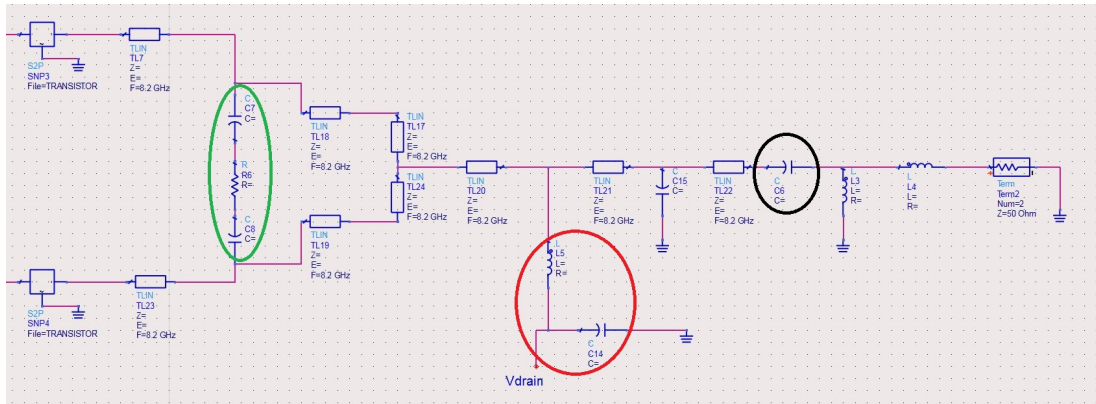 S2P
SNP3
File=TRANSISTOR
TLIN
TL7
Z=
E=
F=8.2 GHz
C
C7
C=
R
R6
R=
C
C8
C=
TLIN
TL18
Z=
E=
F=8.2 GHz
TLIN
TL17
Z=
E=
F=8.2 GHz
TLIN
TL24
Z=
E=
F=8.2 GHz
TLIN
TL19
Z=
E=
F=8.2 GHz
S2P
SNP4
File=TRANSISTOR
TLIN
TL23
Z=
E=
F=8.2 GHz
TLIN
TL20
Z=
E=
F=8.2 GHz
TLIN
TL21
Z=
E=
F=8.2 GHz
C
C15
C=
TLIN
TL22
Z=
E=
F=8.2 GHz
C
C6
C=
L
L3
L=
R=
L
L4
L=
R=
Term
Term2
Num=2
Z=50 Ohm
L
L5
L=
R=
C
C14
C=
Vdrain